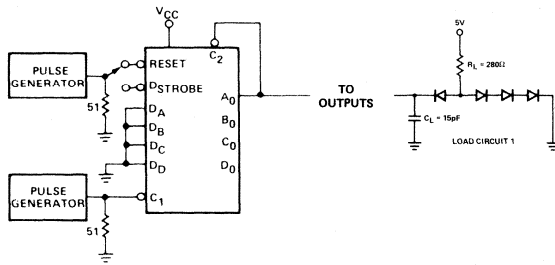 VCC
5V
PULSE
GENERATOR
RESET
C2
RL = 280Ω
DSTROBE
51
A0
TO
OUTPUTS
DA
B0
DB
C0
CL = 15pF
LOAD CIRCUIT 1
DC
DD
D0
PULSE
GENERATOR
C1
51